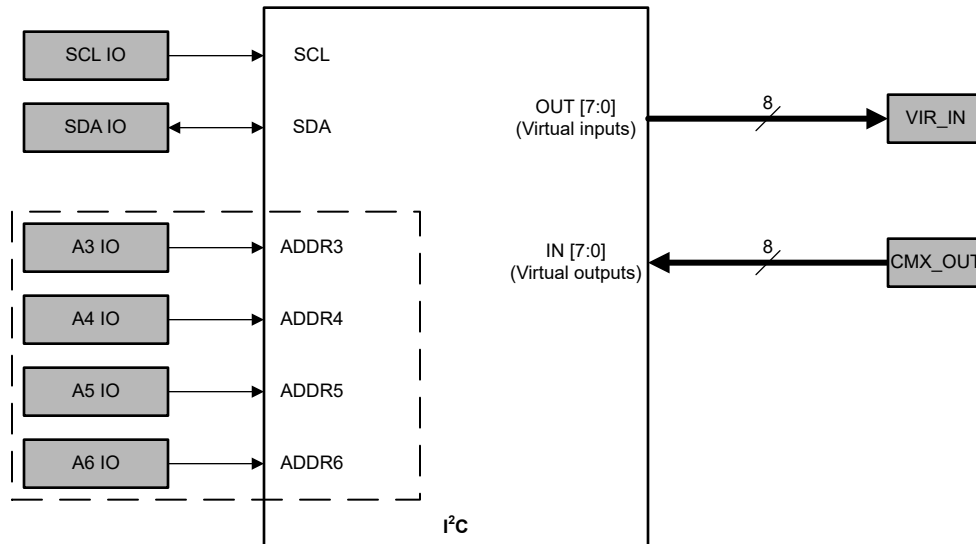 SCL IO
SCL
SDA IO
SDA
OUT [7:0]
(Virtual inputs)
8
VIR_IN
A3 IO
ADDR3
IN [7:0]
(Virtual outputs)
8
CMX_OUT
A4 IO
ADDR4
A5 IO
ADDR5
A6 IO
ADDR6
I²C